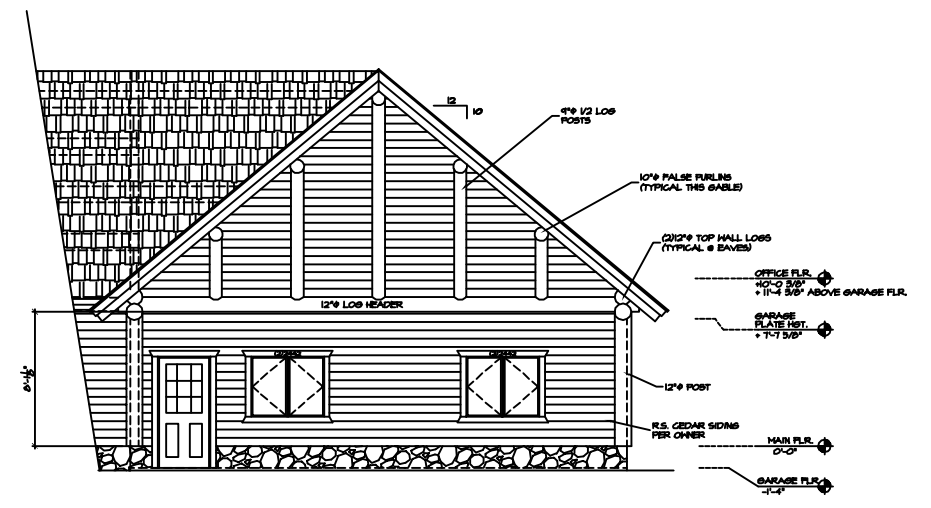 12
10
9"Φ 1/2 LOG
POSTS
10"Φ FALSE PURLINS
(TYPICAL THIS GABLE)
(2)12"Φ TOP WALL LOGS
(TYPICAL @ EAVES)
OFFICE FLR.
+10'-0 5/8"
+ 11'-4 5/8" ABOVE GARAGE FLR.
12"Φ LOG HEADER
GARAGE
PLATE HGT.
+ 7'-7 5/8"
12"Φ POST
R.S. CEDAR SIDING
PER OWNER
MAIN FLR.
0'-0"
GARAGE FLR.
-1'-4"